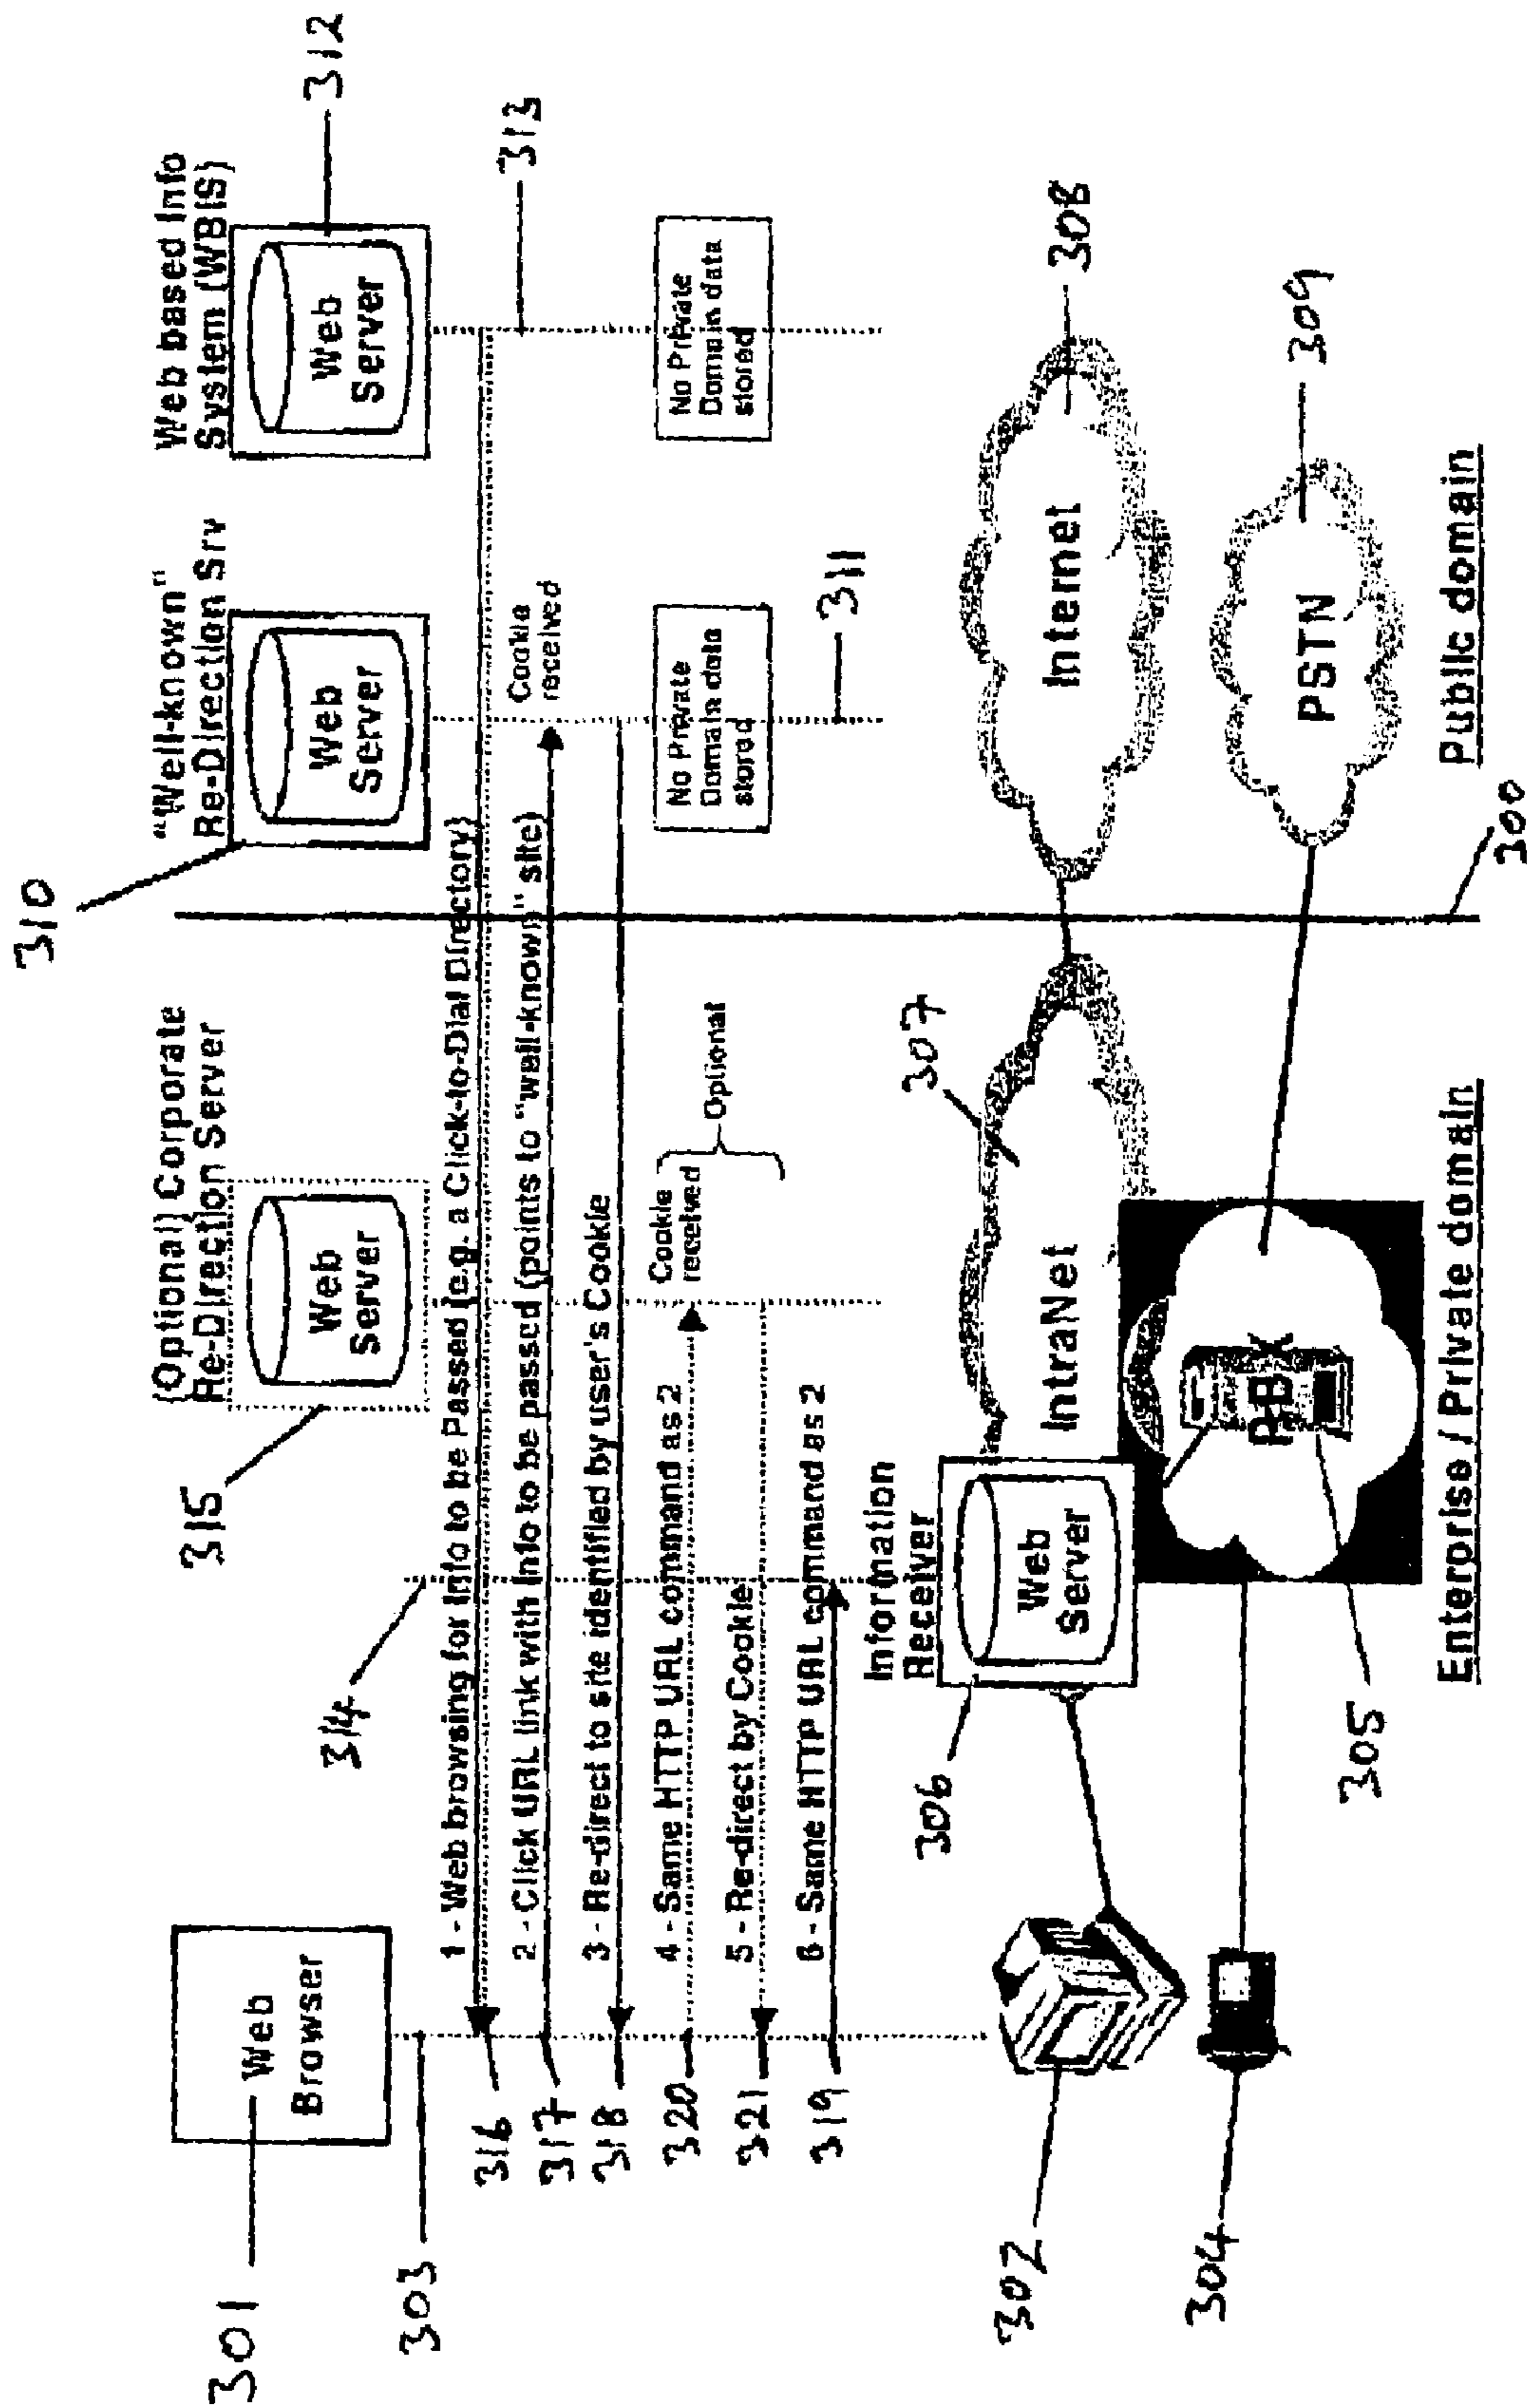 310
312
(Optional) Corporate
Re-Direction Server
"Well-known"
Re-Direction Srv
Web based Info
System (WBIS)
301
Web
Browser
315
Web
Server
Web
Server
Web
Server
303
314
313
316
1 - Web browsing for Info to be Passed (e.g. a Click-to-Dial Directory)
317
2 - Click URL link with Info to be passed (points to "well-known" site)
Cookie
received
318
3 - Re-direct to site identified by user's Cookie
320
4 - Same HTTP URL command as 2
Cookie
received
Optional
No Private
Domain data
stored
No Private
Domain data
stored
321
5 - Re-direct by Cookie
319
6 - Same HTTP URL command as 2
311
Information
Receiver
307
308
306
Web
Server
IntraNet
Internet
302
304
PBX
305
PSTN
309
Enterprise / Private domain
Public domain
300